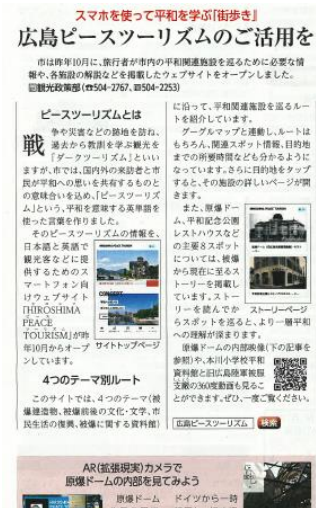 スマホを使って平和を学ぶ「街歩き」
広島ピースツーリズムのご活用を
市は昨年10月に、旅行者が市内の平和関連施設を巡るために必要な情
報や、各施設の解説などを掲載したウェブサイトをオープンしました。
問観光政策部(☎504-2767、FAX504-2253)
ピースツーリズムとは
戦争や災害などの跡地を訪ね、
過去から教訓を学ぶ観光を
「ダークツーリズム」といい
ますが、市では、国内外の来訪者と市
民が平和への思いを共有するものと
の意味合いを込め、「ピースツーリズ
ム」という、平和を意味する英単語を
使った言葉を作りました。
そのピースツーリズムの情報を、
日本語と英語で
観光客などに提
供するためのス
マートフォン向
けウェブサイト
「HIROSHIMA
PEACE
TOURISM」が昨
年10月からオープ
ンしています。
サイトトップページ
4つのテーマ別ルート
このサイトでは、4つのテーマ(被
爆建造物、被爆前後の文化・文学、市
民生活の復興、被爆に関する資料館)
に沿って、平和関連施設を巡るルー
トを紹介しています。
グーグルマップと連動し、ルートは
もちろん、関連スポット情報、目的地
までの所要時間なども分かるように
なっています。さらに目的地をタップ
すると、その施設の詳しいページが開
きます。
また、原爆ドー
ム、平和記念公園
レストハウスなど
の主要8スポット
については、被爆
から現在に至るス
トーリーを掲載し
ています。ストー
リーを読んでか
らスポットを巡ると、より一層平和
への理解が深まります。
ストーリーページ
原爆ドームの内部映像(下の記事を
参照)や、本川小学校平和
資料館と旧広島陸軍被服
支廠の360度動画も見るこ
とができます。ぜひ、一度ご覧ください。
広島ピースツーリズム 検索
AR(拡張現実)カメラで
原爆ドームの内部を見てみよう
原爆ドーム
ドイツから一時